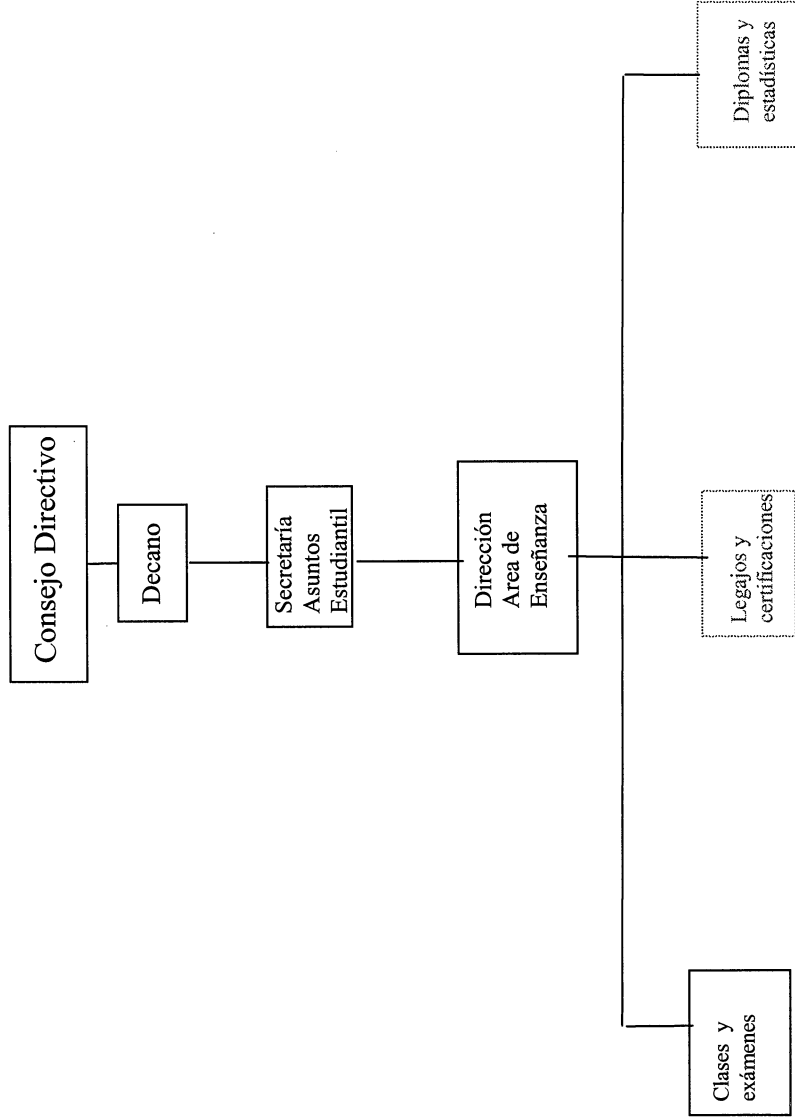 Consejo Directivo
Decano
Secretaría
Asuntos
Estudiantil
Dirección
Area de
Enseñanza
Clases y
exámenes
Legajos y
certificaciones
Diplomas y
estadísticas